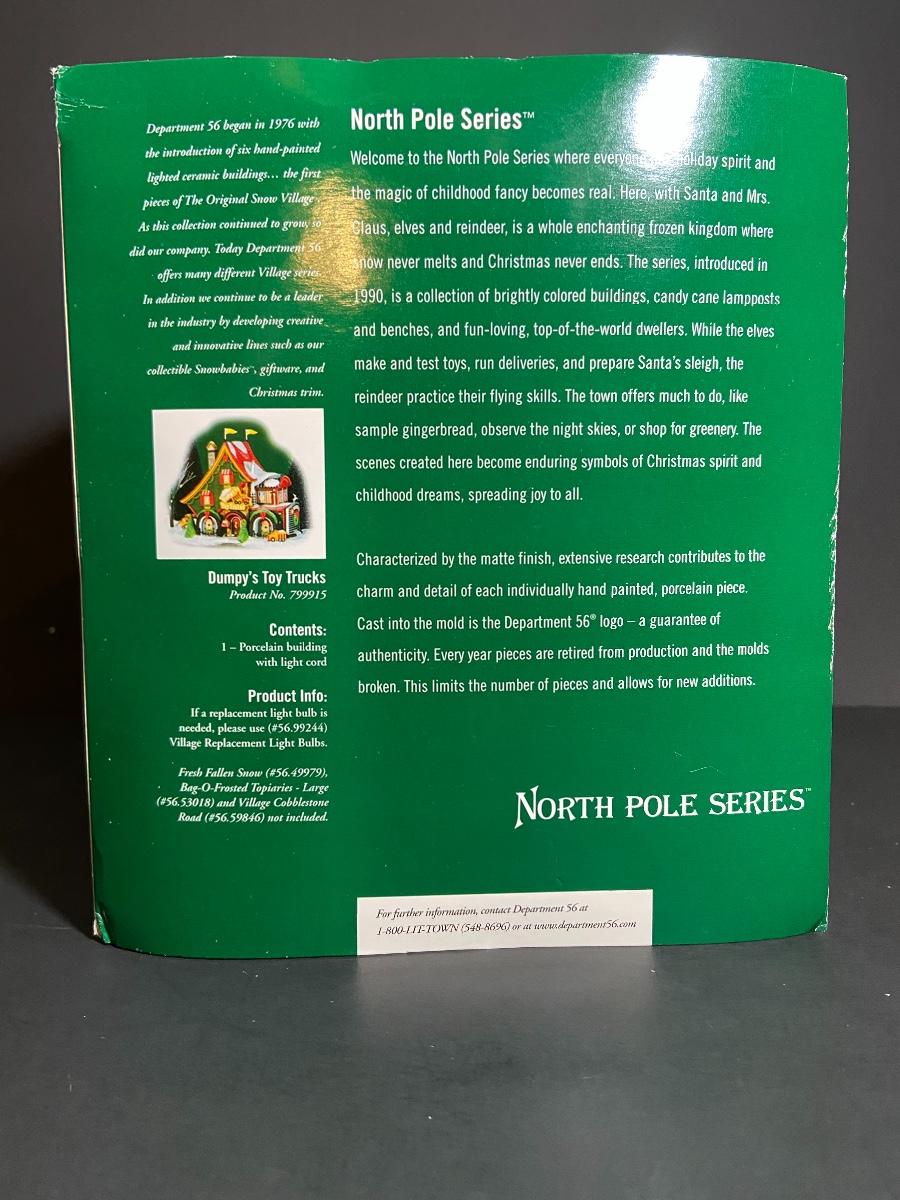 Department 56 began in 1976 with
the introduction of six hand-painted
lighted ceramic buildings... the first
pieces of The Original Snow Village
As this collection continued to grow, so
did our company. Today Department 56
offers many different Village series.
In addition we continue to be a leader
in the industry by developing creative
and innovative lines such as our
collectible Snowbabies™, giftware, and
Christmas trim.
Dumpy's Toy Trucks
Product No. 799915
Contents:
1 – Porcelain building
with light cord
Product Info:
If a replacement light bulb is
needed, please use (#56.99244)
Village Replacement Light Bulbs.
Fresh Fallen Snow (#56.49979),
Bag-O-Frosted Topiaries - Large
(#56.53018) and Village Cobblestone
Road (#56.59846) not included.
North Pole Series™
Welcome to the North Pole Series where everyone holiday spirit and
the magic of childhood fancy becomes real. Here, with Santa and Mrs.
Claus, elves and reindeer, is a whole enchanting frozen kingdom where
snow never melts and Christmas never ends. The series, introduced in
1990, is a collection of brightly colored buildings, candy cane lampposts
and benches, and fun-loving, top-of-the-world dwellers. While the elves
make and test toys, run deliveries, and prepare Santa's sleigh, the
reindeer practice their flying skills. The town offers much to do, like
sample gingerbread, observe the night skies, or shop for greenery. The
scenes created here become enduring symbols of Christmas spirit and
childhood dreams, spreading joy to all.
Characterized by the matte finish, extensive research contributes to the
charm and detail of each individually hand painted, porcelain piece.
Cast into the mold is the Department 56® logo – a guarantee of
authenticity. Every year pieces are retired from production and the molds
broken. This limits the number of pieces and allows for new additions.
NORTH POLE SERIES™
For further information, contact Department 56 at
1-800-LIT-TOWN (548-8696) or at www.department56.com